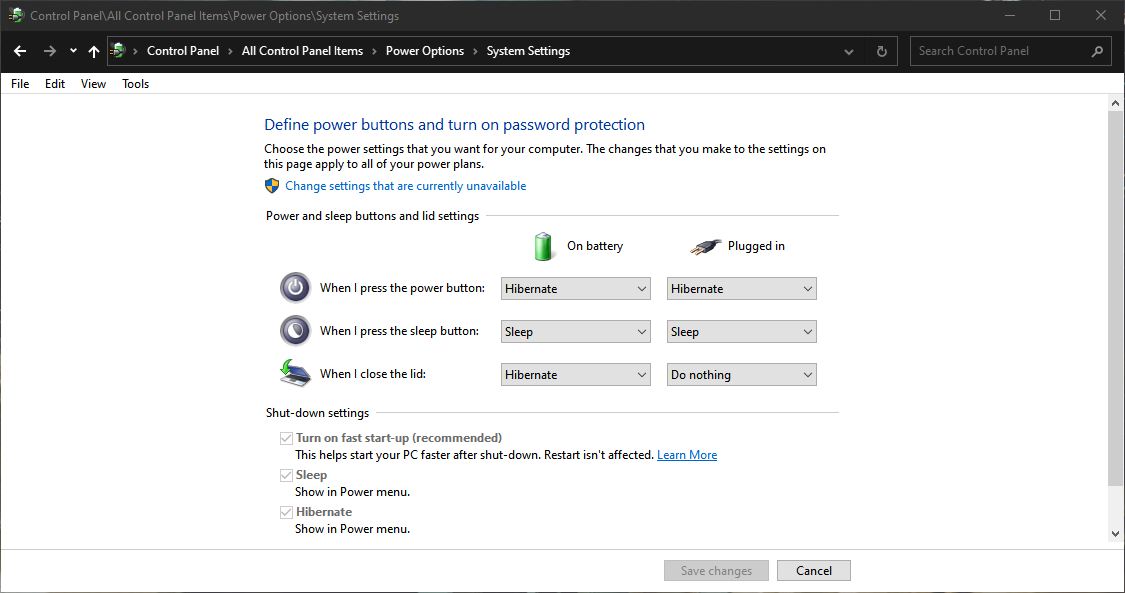 Control Panel\All Control Panel Items\Power Options\System Settings
Control Panel > All Control Panel Items > Power Options > System Settings
Search Control Panel
File Edit View Tools
Define power buttons and turn on password protection
Choose the power settings that you want for your computer. The changes that you make to the settings on
this page apply to all of your power plans.
Change settings that are currently unavailable
Power and sleep buttons and lid settings
On battery Plugged in
When I press the power button: Hibernate Hibernate
When I press the sleep button: Sleep Sleep
When I close the lid: Hibernate Do nothing
Shut-down settings
Turn on fast start-up (recommended)
This helps start your PC faster after shut-down. Restart isn't affected. Learn More
Sleep
Show in Power menu.
Hibernate
Show in Power menu.
Save changes Cancel